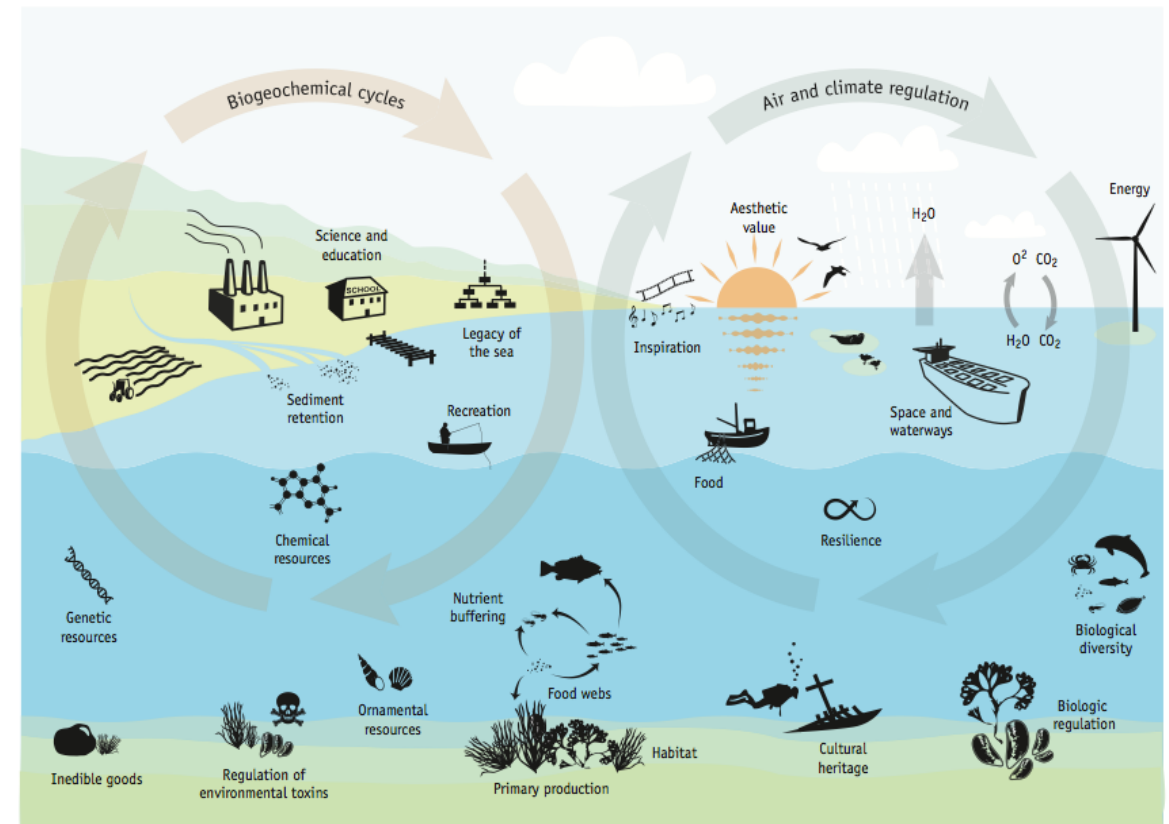 Biogeochemical cycles
Air and climate regulation
Energy
Aesthetic
value
H₂O
Science and
education
O² CO₂
SCHOOL
Legacy of
the sea
Inspiration
H₂O CO₂
Sediment
retention
Recreation
Space and
waterways
Food
Chemical
resources
Resilience
Genetic
resources
Nutrient
buffering
Biological
diversity
Food webs
Ornamental
resources
Habitat
Biologic
regulation
Cultural
heritage
Inedible goods
Regulation of
environmental toxins
Primary production